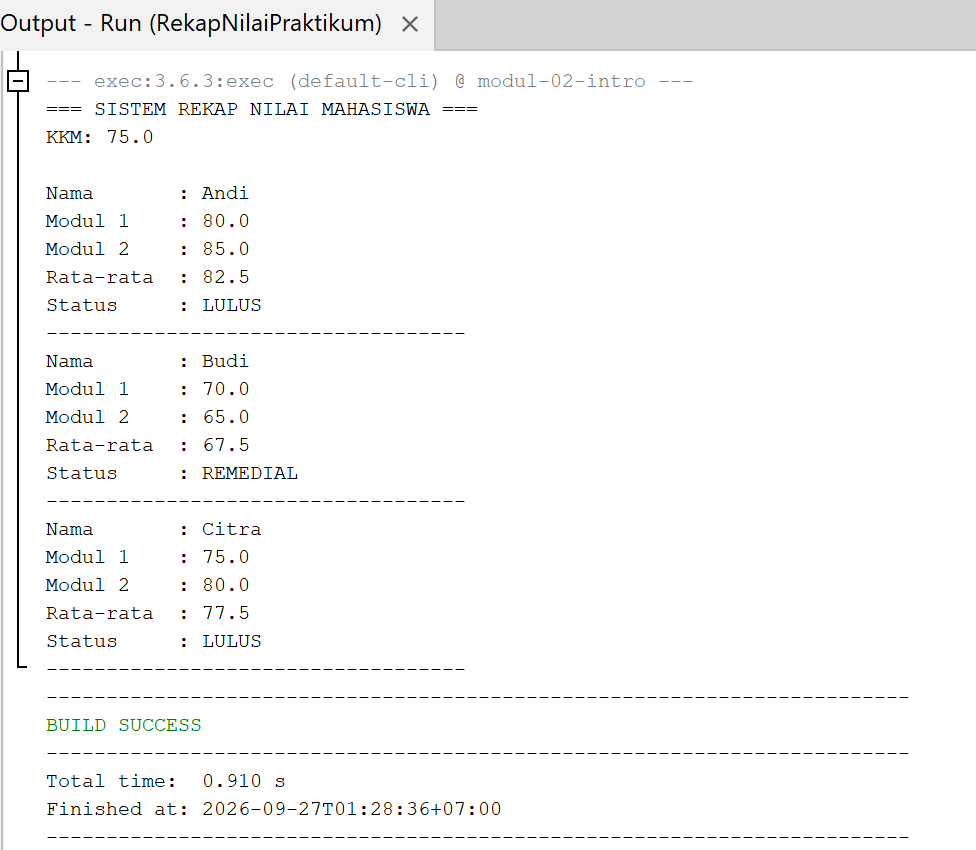 Output - Run (RekapNilaiPraktikum) ×
--- exec:3.6.3:exec (default-cli) @ modul-02-intro ---
=== SISTEM REKAP NILAI MAHASISWA ===
KKM: 75.0
Nama       : Andi
Modul 1    : 80.0
Modul 2    : 85.0
Rata-rata  : 82.5
Status     : LULUS
-----------------------------------
Nama       : Budi
Modul 1    : 70.0
Modul 2    : 65.0
Rata-rata  : 67.5
Status     : REMEDIAL
-----------------------------------
Nama       : Citra
Modul 1    : 75.0
Modul 2    : 80.0
Rata-rata  : 77.5
Status     : LULUS
-----------------------------------
------------------------------------------------------------------------
BUILD SUCCESS
------------------------------------------------------------------------
Total time:  0.910 s
Finished at: 2026-09-27T01:28:36+07:00
------------------------------------------------------------------------